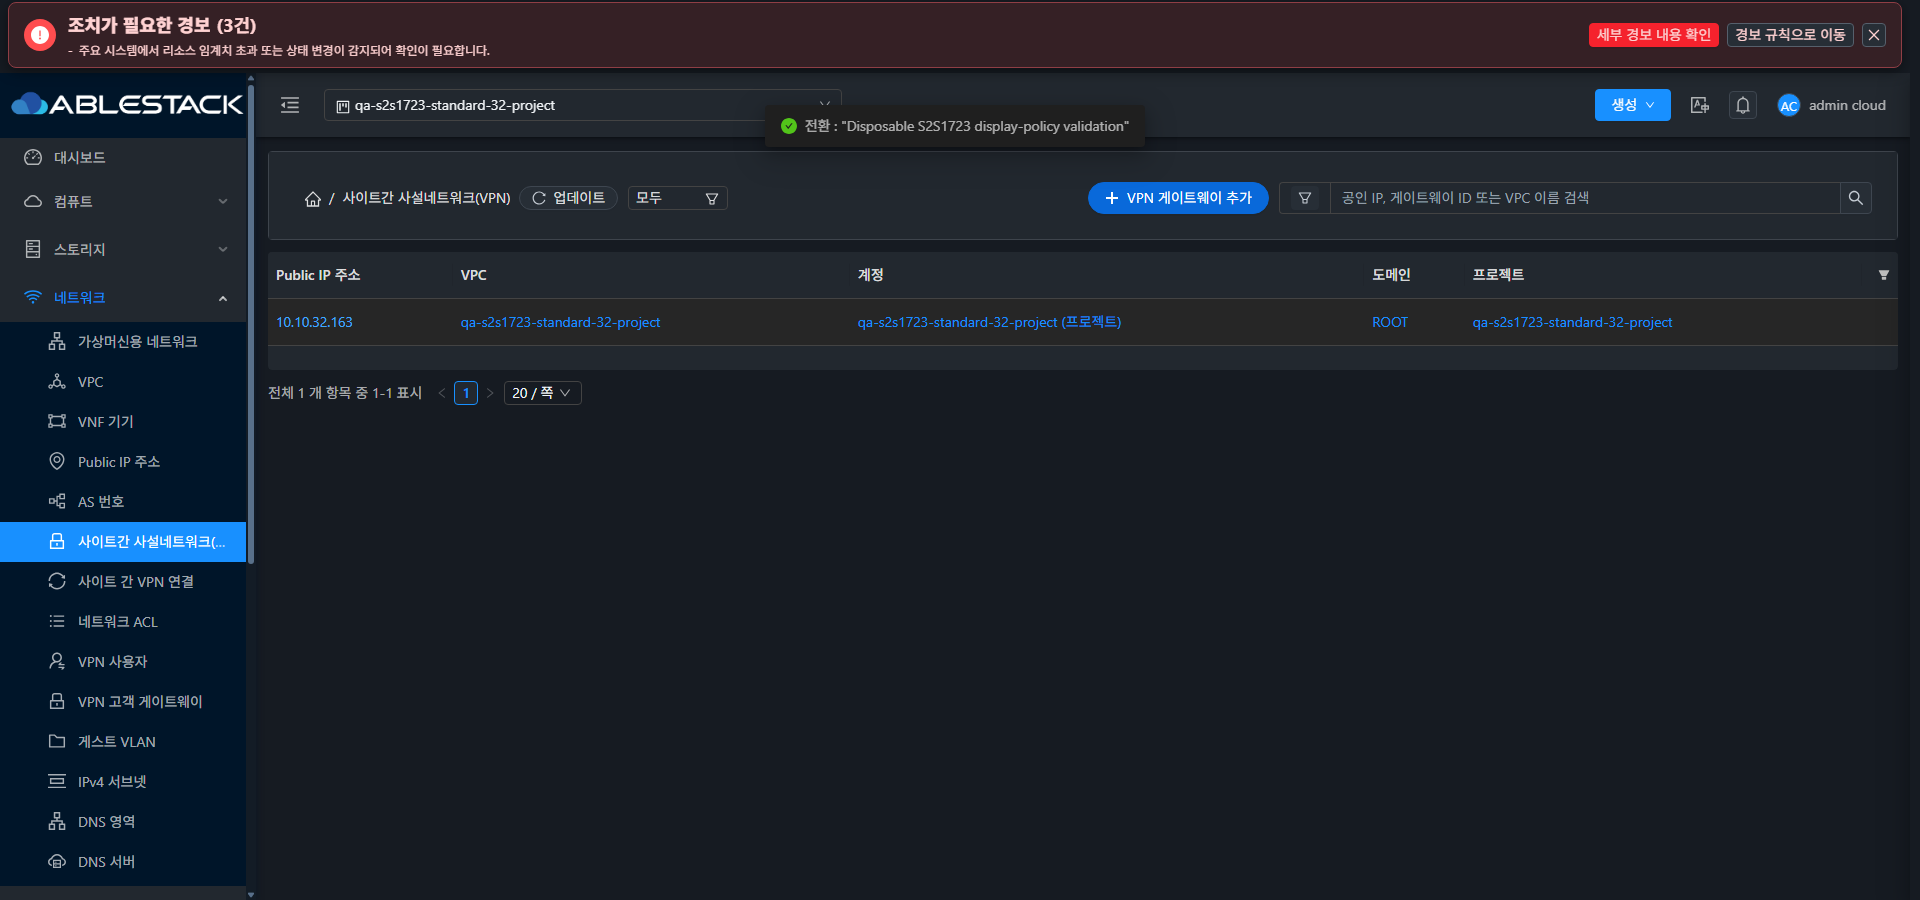 조치가 필요한 경보 (3건)
- 주요 시스템에서 리소스 임계치 초과 또는 상태 변경이 감지되어 확인이 필요합니다.
세부 경보 내용 확인
경보 규칙으로 이동
ABLESTACK
qa-s2s1723-standard-32-project
전환 : "Disposable S2S1723 display-policy validation"
생성
AC
admin cloud
대시보드
컴퓨트
스토리지
네트워크
가상머신용 네트워크
VPC
VNF 기기
Public IP 주소
AS 번호
사이트간 사설네트워크(...
사이트 간 VPN 연결
네트워크 ACL
VPN 사용자
VPN 고객 게이트웨이
게스트 VLAN
IPv4 서브넷
DNS 영역
DNS 서버
/ 사이트간 사설네트워크(VPN)
업데이트
모두
VPN 게이트웨이 추가
공인 IP, 게이트웨이 ID 또는 VPC 이름 검색
Public IP 주소 VPC 계정 도메인 프로젝트
10.10.32.163 qa-s2s1723-standard-32-project qa-s2s1723-standard-32-project (프로젝트) ROOT qa-s2s1723-standard-32-project
전체 1 개 항목 중 1-1 표시 < 1 > 20 / 쪽